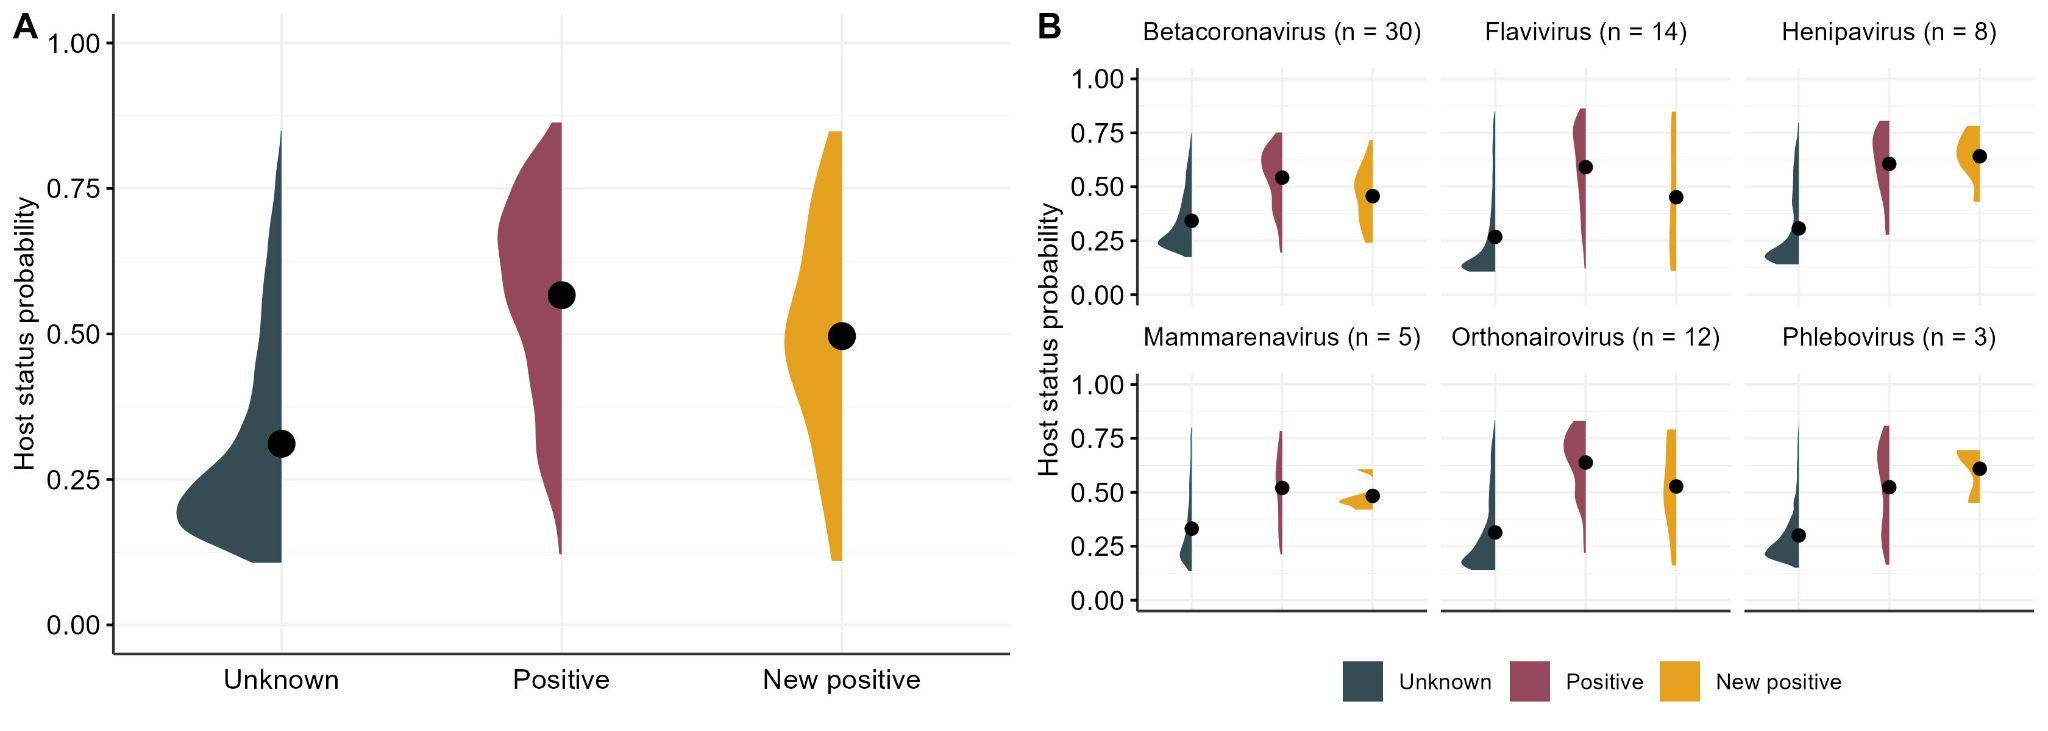 A
Host status probability
1.00
0.75
0.50
0.25
0.00
Unknown Positive New positive
B
Host status probability
Betacoronavirus (n = 30) Flavivirus (n = 14) Henipavirus (n = 8)
1.00
0.75
0.50
0.25
0.00
Mammarenavirus (n = 5) Orthonairovirus (n = 12) Phlebovirus (n = 3)
1.00
0.75
0.50
0.25
0.00
Unknown Positive New positive